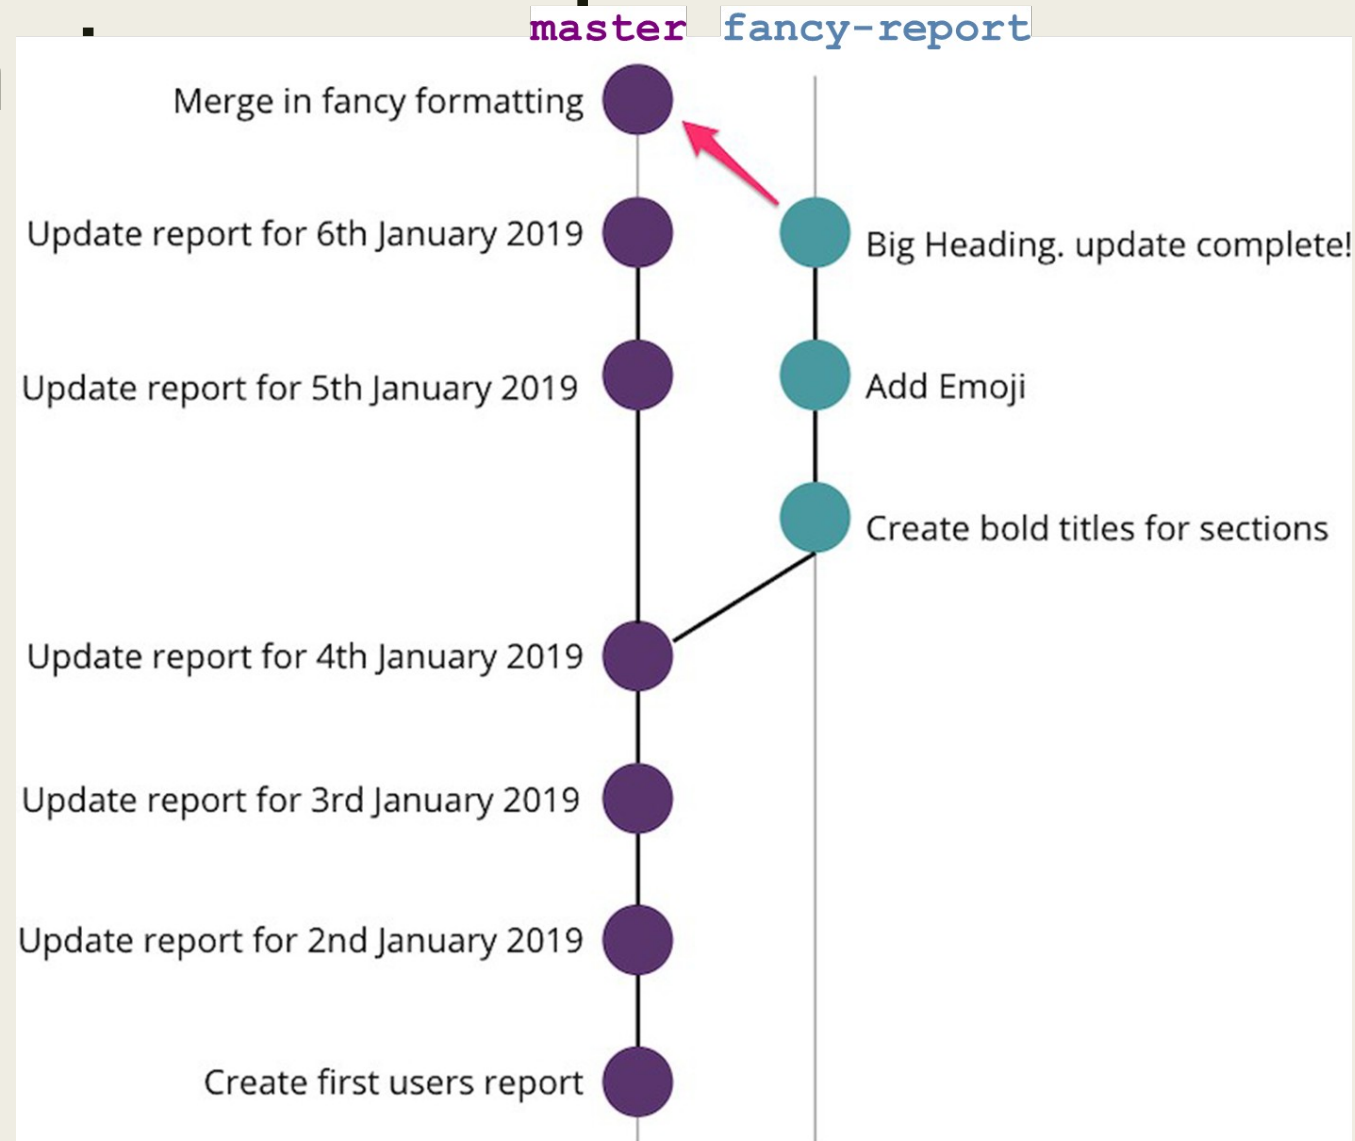 master fancy-report
Merge in fancy formatting
Update report for 6th January 2019
Big Heading. update complete!
Update report for 5th January 2019
Add Emoji
Create bold titles for sections
Update report for 4th January 2019
Update report for 3rd January 2019
Update report for 2nd January 2019
Create first users report